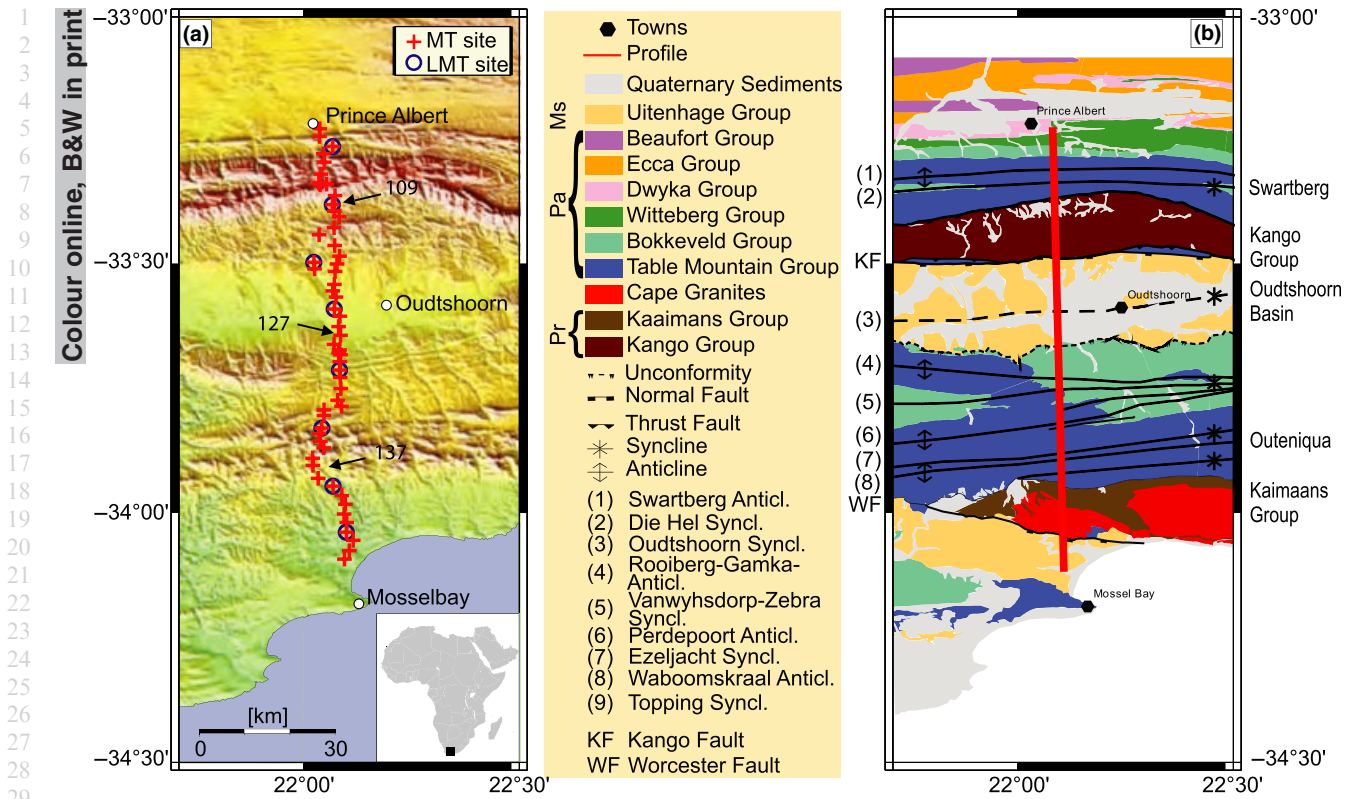 1
2
3
4
5
6
7
8
9
10
11
12
13
14
15
16
17
18
19
20
21
22
23
24
25
26
27
28
29
Colour online, B&W in print
−33°00'
−33°30'
−34°00'
−34°30'
(a)
MT site
LMT site
Prince Albert
109
Oudtshoorn
127
137
Mosselbay
[km]
0 30
22°00' 22°30'
Towns
Profile
Quaternary Sediments
Ms
Uitenhage Group
Beaufort Group
Ecca Group
Dwyka Group
Pa
Witteberg Group
Bokkeveld Group
Table Mountain Group
Cape Granites
Pr
Kaaimans Group
Kango Group
Unconformity
Normal Fault
Thrust Fault
Syncline
Anticline
(1) Swartberg Anticl.
(2) Die Hel Syncl.
(3) Oudtshoorn Syncl.
(4) Rooiberg-Gamka-
Anticl.
(5) Vanwyhsdorp-Zebra
Syncl.
(6) Perdepoort Anticl.
(7) Ezeljacht Syncl.
(8) Waboomskraal Anticl.
(9) Topping Syncl.
KF Kango Fault
WF Worcester Fault
(b)
-33°00'
Prince Albert
(1)
(2)
Swartberg
KF
Kango
Group
Oudtshoorn
Oudtshoorn
Basin
(3)
(4)
(5)
(6)
(7)
(8)
WF
Outeniqua
Kaimaans
Group
Mossel Bay
−34°30'
22°00' 22°30'